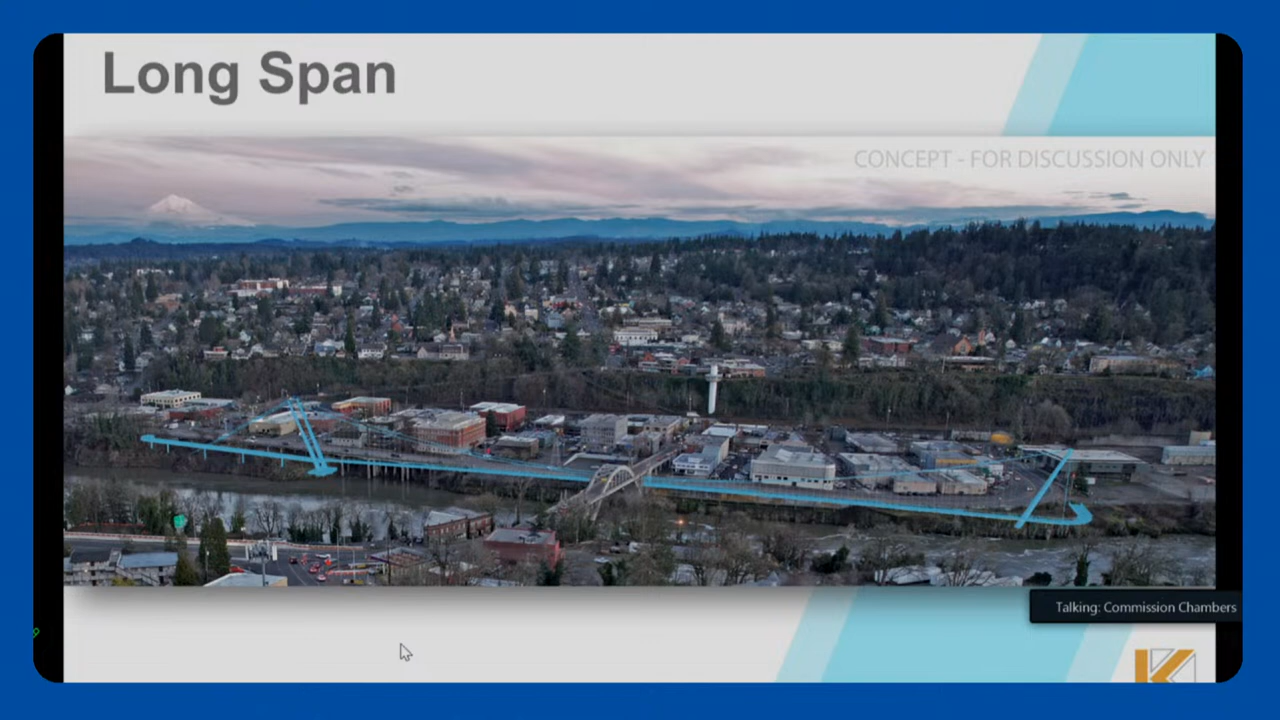 Long Span
CONCEPT - FOR DISCUSSION ONLY
Talking: Commission Chambers